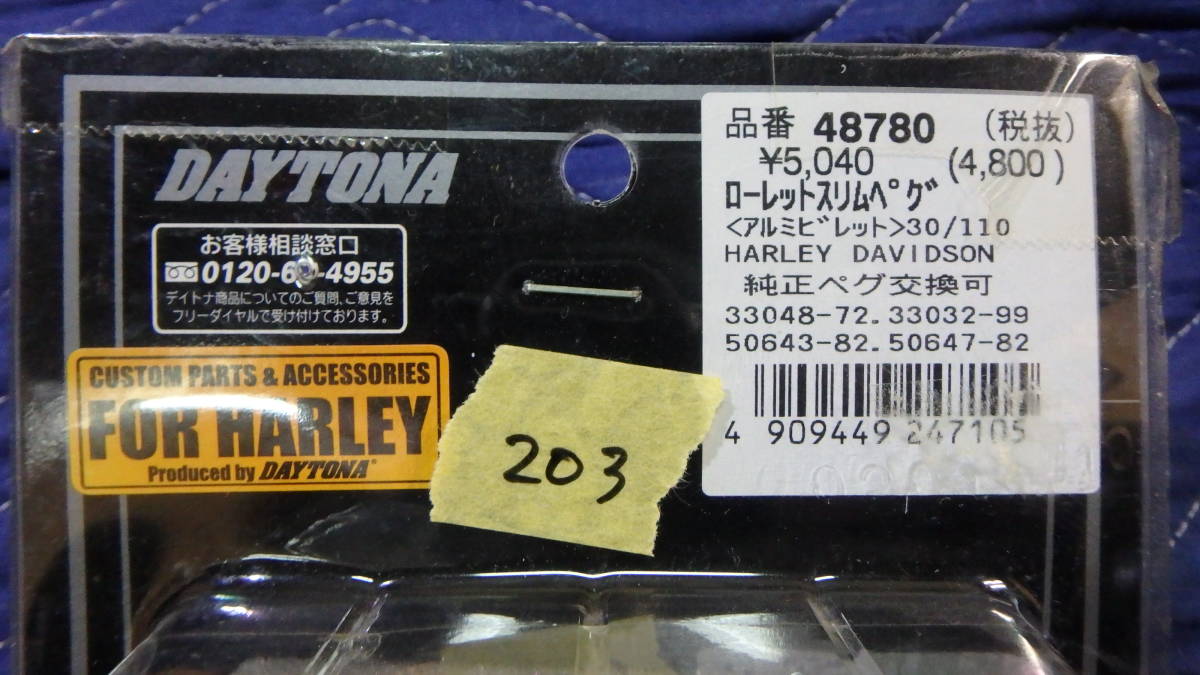 DAYTONA
お客様相談窓口
0120-6 -4955
デイトナ商品についてのご質問、ご意見を
フリーダイヤルで受け付けております。
CUSTOM PARTS & ACCESSORIES
FOR HARLEY
Produced by DAYTONA
203
品番 48780 (税抜)
¥5,040 (4,800)
ローレットスリムペグ
<アルミビレット>30/110
HARLEY DAVIDSON
純正ペグ交換可
33048-72.33032-99
50643-82.50647-82
4 909449 247105